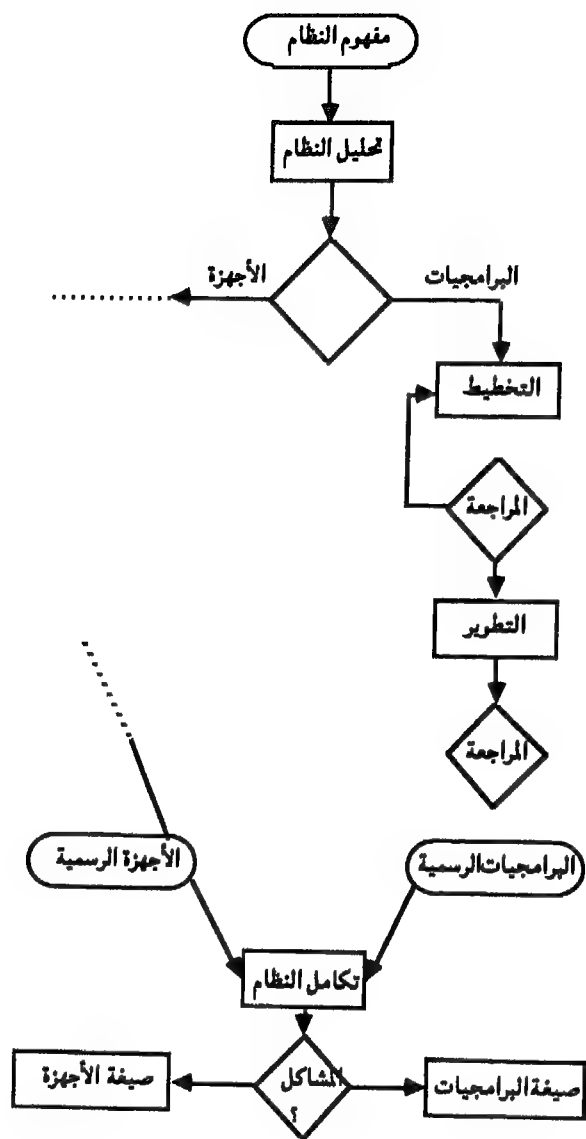 مفهوم النظام
تحليل النظام
البرامجيات
الأجهزة
التخطيط
المراجعة
التطوير
المراجعة
البرامجيات الرسمية
الأجهزة الرسمية
تكامل النظام
المشاكل
؟
صيغة البرامجيات
صيغة الأجهزة